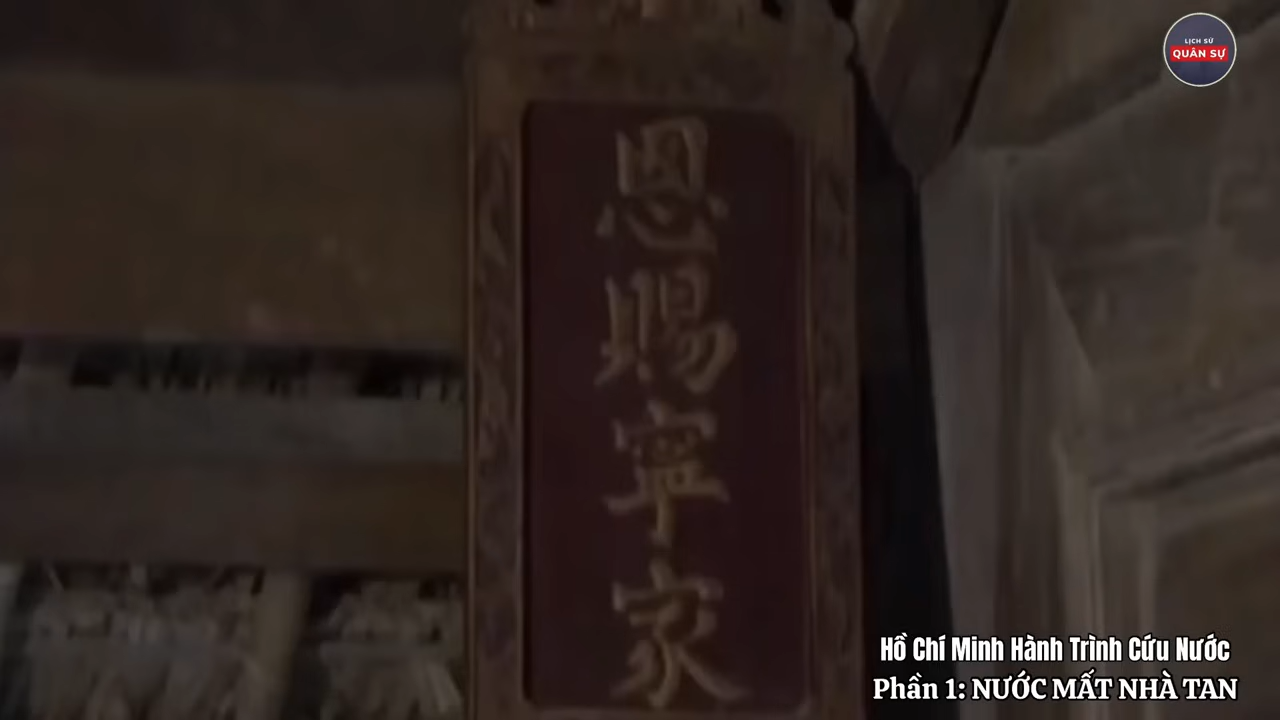 LỊCH SỬ
QUÂN SỰ
恩賜寧家
Hồ Chí Minh Hành Trình Cứu Nước
Phần 1: NƯỚC MẤT NHÀ TAN